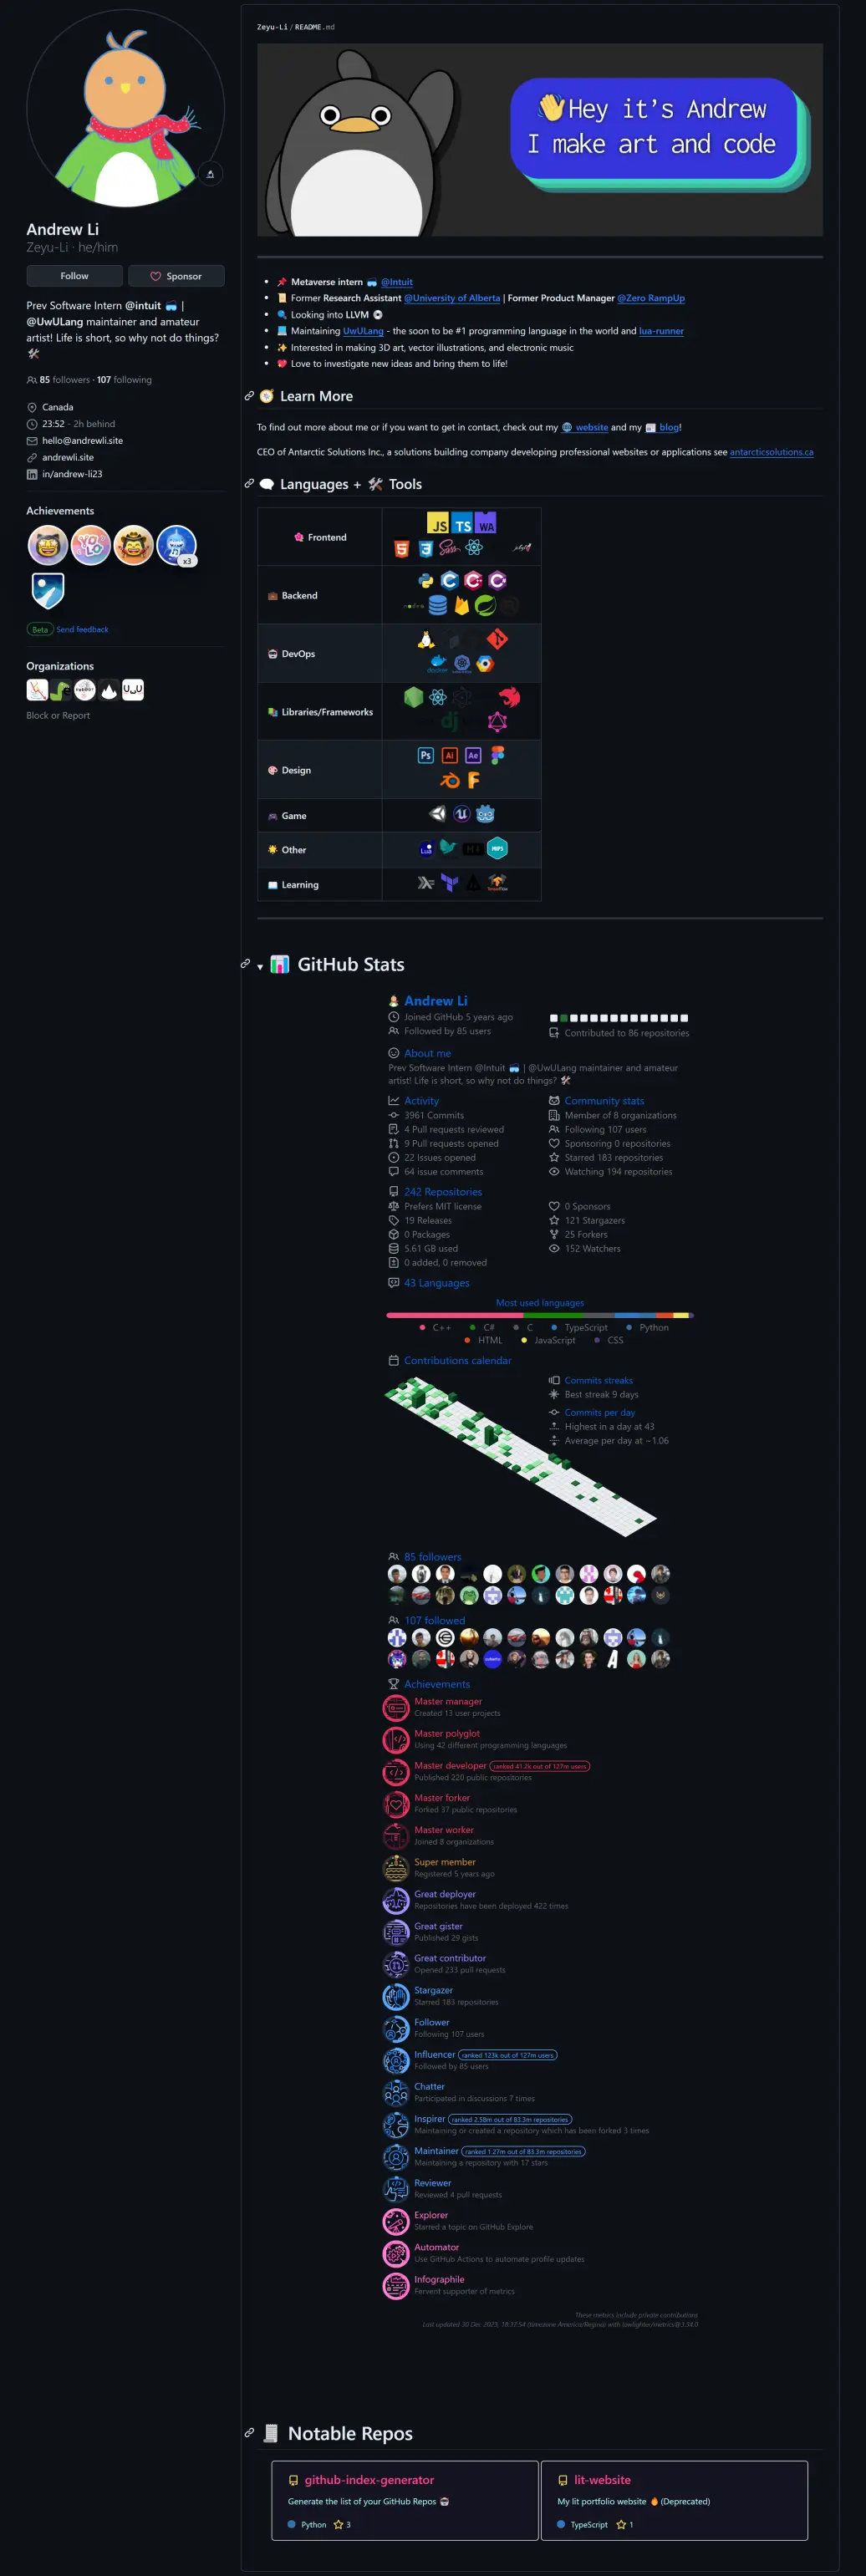 Andrew Li
Zeyu-Li · he/him
Follow
Sponsor
Prev Software Intern @intuit 🥽 |
@UwULang maintainer and amateur
artist! Life is short, so why not do things?
🛠️
85 followers · 107 following
Canada
23:52 - 2h behind
hello@andrewli.site
andrewli.site
in/andrew-li23
Achievements
YOLO
x3
Beta Send feedback
Organizations
UwU
Block or Report
Zeyu-Li / README.md
👋Hey it's Andrew
I make art and code
📌 Metaverse intern 🥽 @Intuit
📜 Former Research Assistant @University of Alberta | Former Product Manager @Zero RampUp
🔍 Looking into LLVM 💿
📃 Maintaining UwULang - the soon to be #1 programming language in the world and lua-runner
✨ Interested in making 3D art, vector illustrations, and electronic music
💖 Love to investigate new ideas and bring them to life!
🧭 Learn More
To find out more about me or if you want to get in contact, check out my 🌐 website and my 📰 blog!
CEO of Antarctic Solutions Inc., a solutions building company developing professional websites or applications see antarcticsolutions.ca
🗨️ Languages + 🛠️ Tools
🌺 Frontend
JS TS WA
5 3 Sass
💼 Backend
DevOps
docker
Libraries/Frameworks
dj
🎨 Design
Ps Ai Ae
🎮 Game
🌟 Other
Lua MIPS
📖 Learning
TensorFlow
📊 GitHub Stats
Andrew Li
Joined GitHub 5 years ago
Followed by 85 users
Contributed to 86 repositories
About me
Prev Software Intern @Intuit 🥽 | @UwULang maintainer and amateur
artist! Life is short, so why not do things? 🛠️
Activity
3961 Commits
4 Pull requests reviewed
9 Pull requests opened
22 Issues opened
64 issue comments
Community stats
Member of 8 organizations
Following 107 users
Sponsoring 0 repositories
Starred 183 repositories
Watching 194 repositories
242 Repositories
Prefers MIT license
19 Releases
0 Packages
5.61 GB used
0 added, 0 removed
0 Sponsors
121 Stargazers
25 Forkers
152 Watchers
43 Languages
Most used languages
C++ C# C TypeScript Python
HTML JavaScript CSS
Contributions calendar
Commits streaks
Best streak 9 days
Commits per day
Highest in a day at 43
Average per day at ~1.06
85 followers
107 followed
Achievements
Master manager
Created 13 user projects
Master polyglot
Using 42 different programming languages
Master developer ranked 41.2k out of 127m users
Published 220 public repositories
Master forker
Forked 37 public repositories
Master worker
Joined 8 organizations
Super member
Registered 5 years ago
Great deployer
Repositories have been deployed 422 times
Great gister
Published 29 gists
Great contributor
Opened 233 pull requests
Stargazer
Starred 183 repositories
Follower
Following 107 users
Influencer ranked 123k out of 127m users
Followed by 85 users
Chatter
Participated in discussions 7 times
Inspirer ranked 2.58m out of 83.3m repositories
Maintaining or created a repository which has been forked 3 times
Maintainer ranked 1.27m out of 83.3m repositories
Maintaining a repository with 17 stars
Reviewer
Reviewed 4 pull requests
Explorer
Starred a topic on GitHub Explore
Automator
Use GitHub Actions to automate profile updates
Infographile
Fervent supporter of metrics
These metrics include private contributions
Last updated 30 Dec 2023, 18:37:54 (timezone America/Regina) with lowlighter/metrics@3.34.0
Notable Repos
github-index-generator
Generate the list of your GitHub Repos
Python 3
lit-website
My lit portfolio website 🔥 (Deprecated)
TypeScript 1